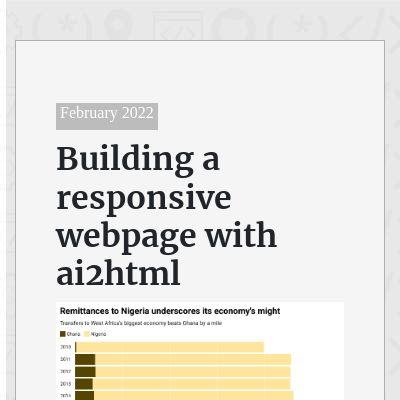 February 2022
Building a
responsive
webpage with
ai2html
Remittances to Nigeria underscores its economy's might
Transfers to West Africa's biggest economy beats Ghana by a mile
Ghana Nigeria
2010
2011
2012
2013
2014